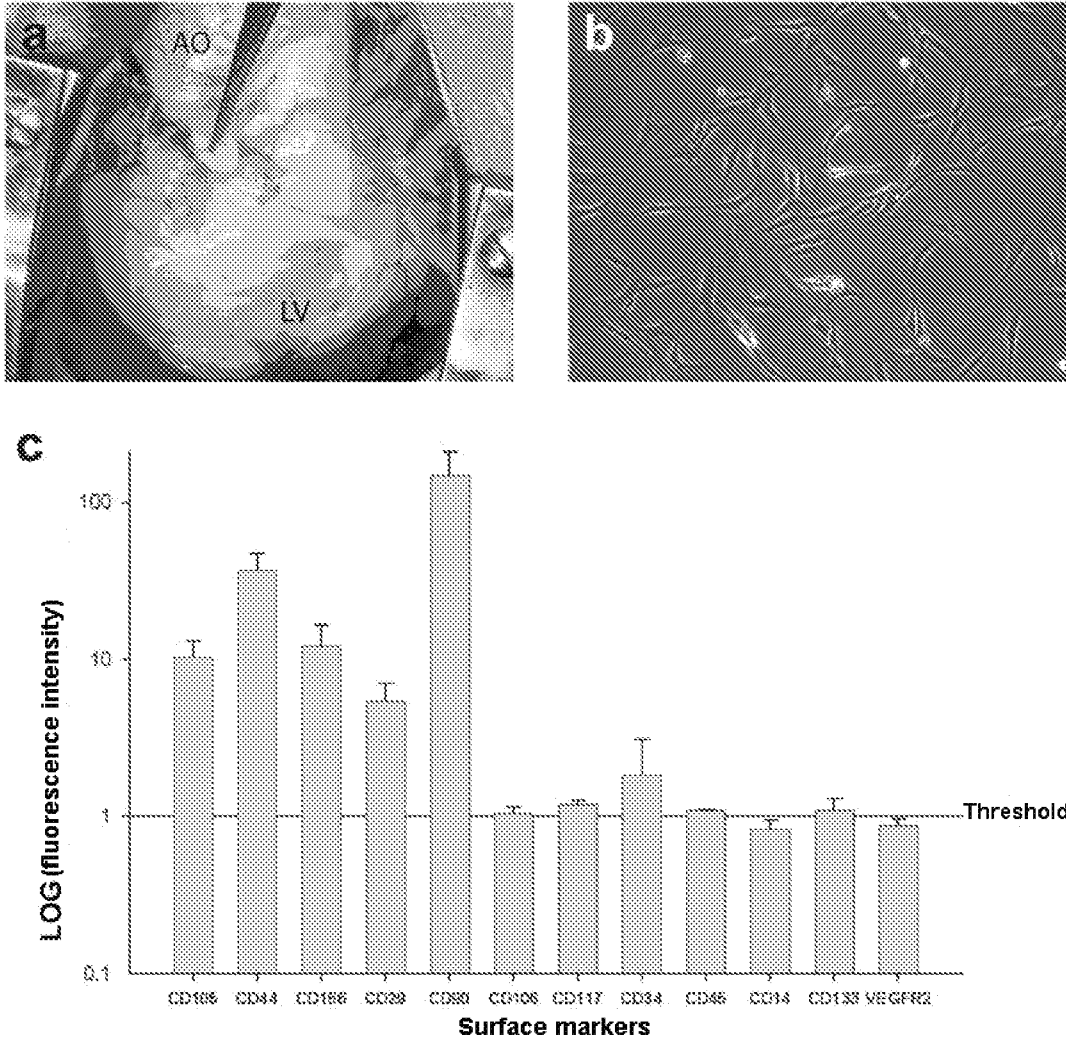 a
AO
LV
b
c
LOG (fluorescence intensity)
100
10
1
0.1
Threshold
CD105 CD44 CD166 CD29 CD90 CD106 CD117 CD34 CD45 CD14 CD133 VEGFR2
Surface markers